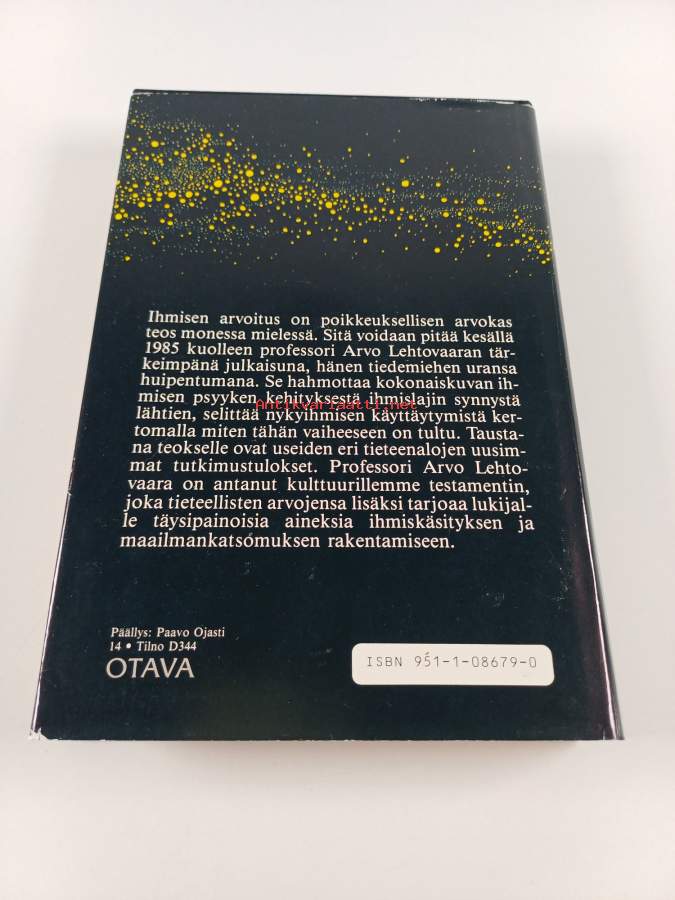 Ihmisen arvoitus on poikkeuksellisen arvokas
teos monessa mielessä. Sitä voidaan pitää kesällä
1985 kuolleen professori Arvo Lehtovaaran tär-
keimpänä julkaisuna, hänen tiedemiehen uransa
huipentumana. Se hahmottaa kokonaiskuvan ih-
misen psyyken kehityksestä ihmislajin synnystä
Antikvariaatti.net
lähtien, selittää nykyihmisen käyttäytymistä ker-
tomalla miten tähän vaiheeseen on tultu. Tausta-
na teokselle ovat useiden eri tieteenalojen uusim-
mat tutkimustulokset. Professori Arvo Lehto-
vaara on antanut kulttuurillemme testamentin,
joka tieteellisten arvojensa lisäksi tarjoaa lukijal-
le täysipainoisia aineksia ihmiskäsityksen ja
maailmankatsomuksen rakentamiseen.
Päällys: Paavo Ojasti
14 • Tilno D344
OTAVA
ISBN 951-1-08679-0